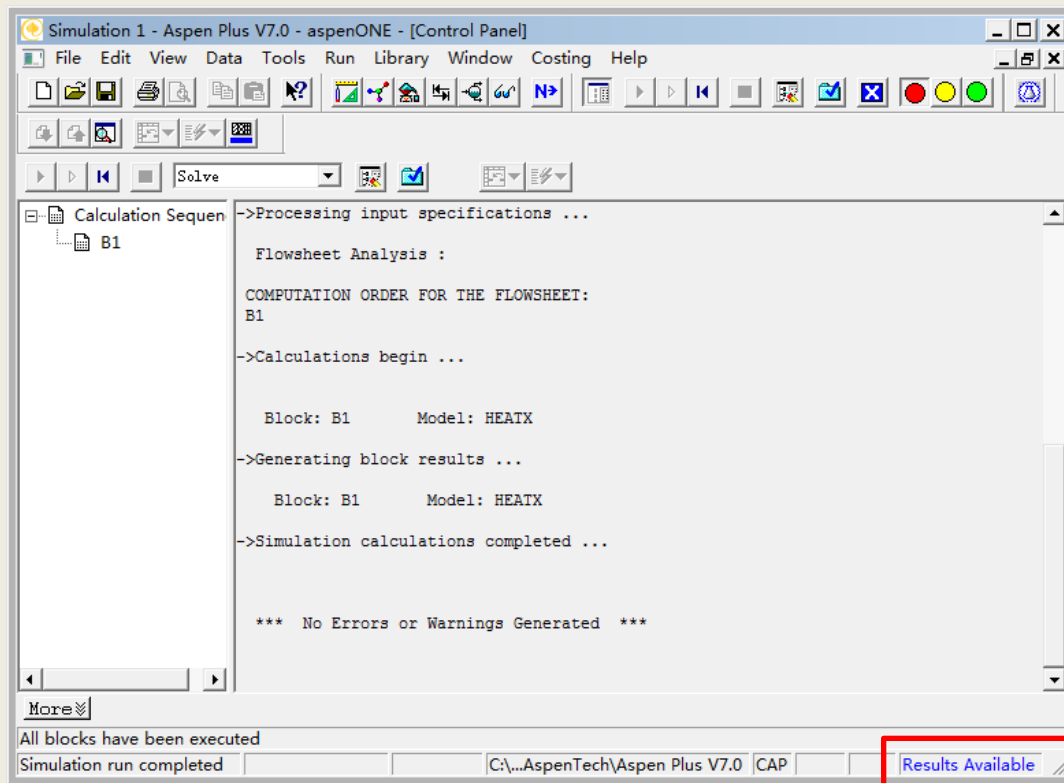 Simulation 1 - Aspen Plus V7.0 - aspenONE - [Control Panel]
File Edit View Data Tools Run Library Window Costing Help
N>
Solve
Calculation Sequen
B1
->Processing input specifications ...
Flowsheet Analysis :
COMPUTATION ORDER FOR THE FLOWSHEET:
B1
->Calculations begin ...
Block: B1 Model: HEATX
->Generating block results ...
Block: B1 Model: HEATX
->Simulation calculations completed ...
*** No Errors or Warnings Generated ***
More
All blocks have been executed
Simulation run completed C:\...AspenTech\Aspen Plus V7.0 CAP Results Available